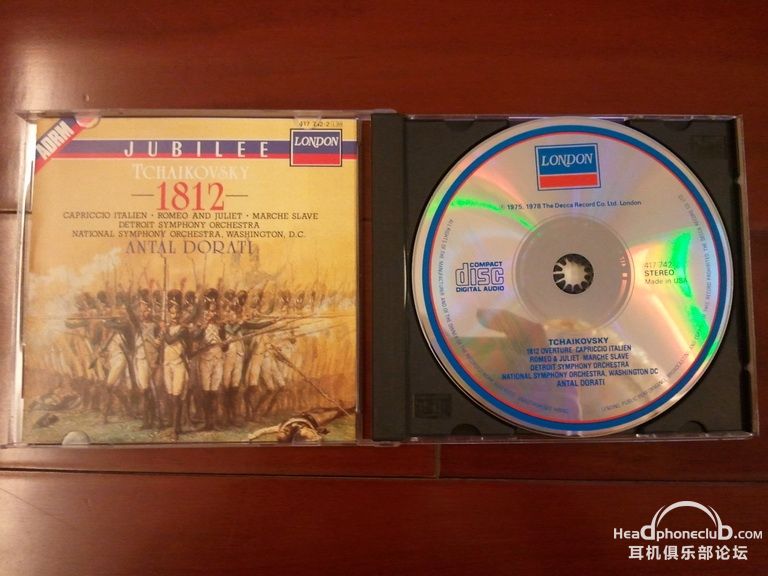 ADRM
417 742-2
JUBILEE
LONDON
TCHAIKOVSKY
1812
CAPRICCIO ITALIEN · ROMEO AND JULIET · MARCHE SLAVE
DETROIT SYMPHONY ORCHESTRA
NATIONAL SYMPHONY ORCHESTRA, WASHINGTON, D.C.
ANTAL DORATI
LONDON
1975, 1978 The Decca Record Co. Ltd. London
COMPACT
disc
DIGITAL AUDIO
417 742
STEREO
Made in USA
TCHAIKOVSKY
1812 OVERTURE CAPRICCIO ITALIEN
ROMEO & JULIET MARCHE SLAVE
DETROIT SYMPHONY ORCHESTRA
NATIONAL SYMPHONY ORCHESTRA, WASHINGTON DC
ANTAL DORATI
HeadphoneclubD.com
耳机俱乐部论坛